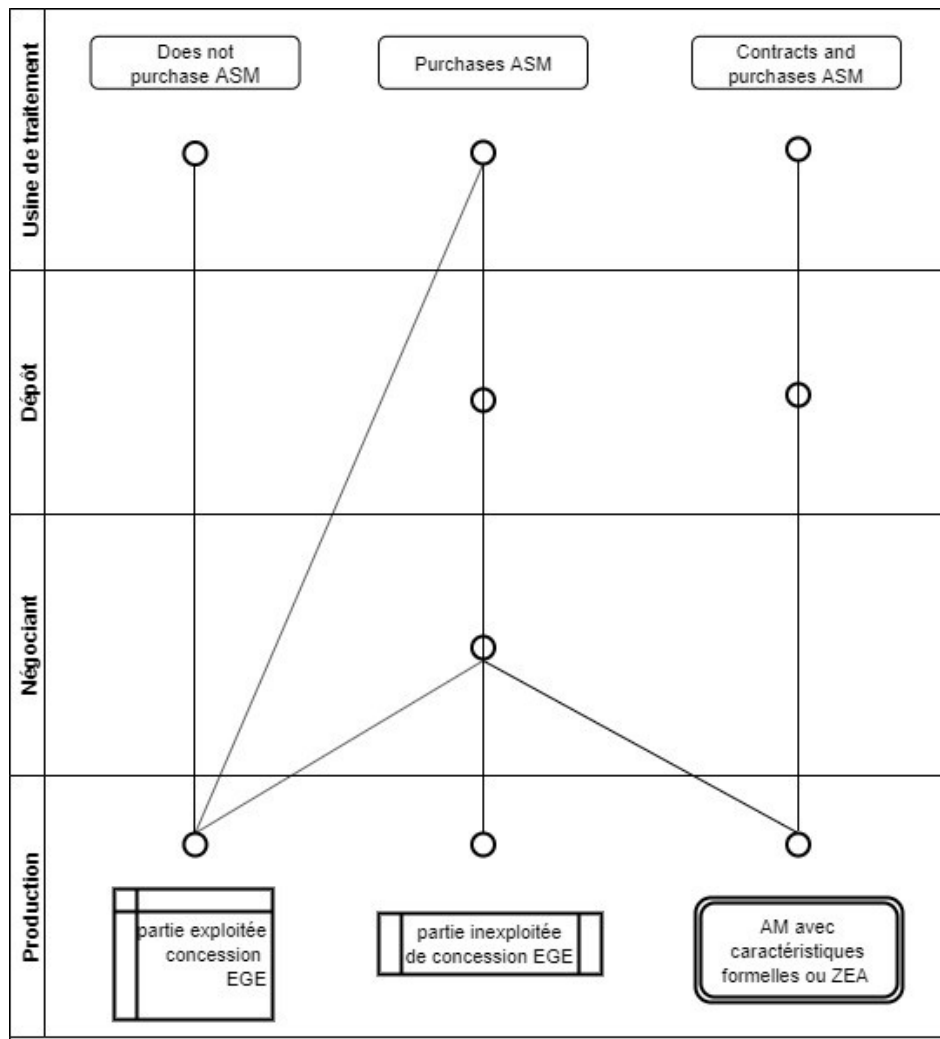 Usine de traitement
Does not
purchase ASM
Purchases ASM
Contracts and
purchases ASM
Dépôt
Négociant
Production
partie exploitée
concession
EGE
partie inexploitée
de concession EGE
AM avec
caractéristiques
formelles ou ZEA